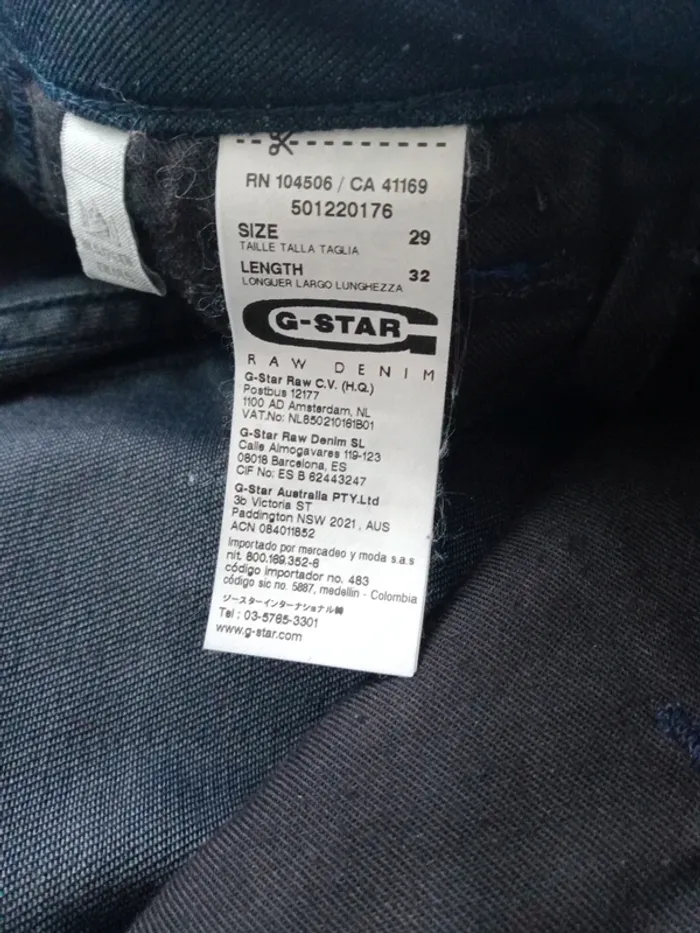 RN 104506 / CA 41169
501220176
SIZE 29
TAILLE TALLA TAGLIA
LENGTH 32
LONGUER LARGO LUNGHEZZA
G-STAR
RAW DENIM
G-Star Raw C.V. (H.Q.)
Postbus 12177
1100 AD Amsterdam, NL
VAT.No: NL850210161B01
G-Star Raw Denim SL
Calle Almogavares 119-123
08018 Barcelona, ES
CIF No: ES B 62443247
G-Star Australia PTY.Ltd
3b Victoria ST
Paddington NSW 2021, AUS
ACN 084011852
Importado por mercadeo y moda s.a.s
nit. 800.189.352-6
código importador no. 483
código sic no. 5887, medellin - Colombia
ジースターインターナショナル㈱
Tel : 03-5765-3301
www.g-star.com